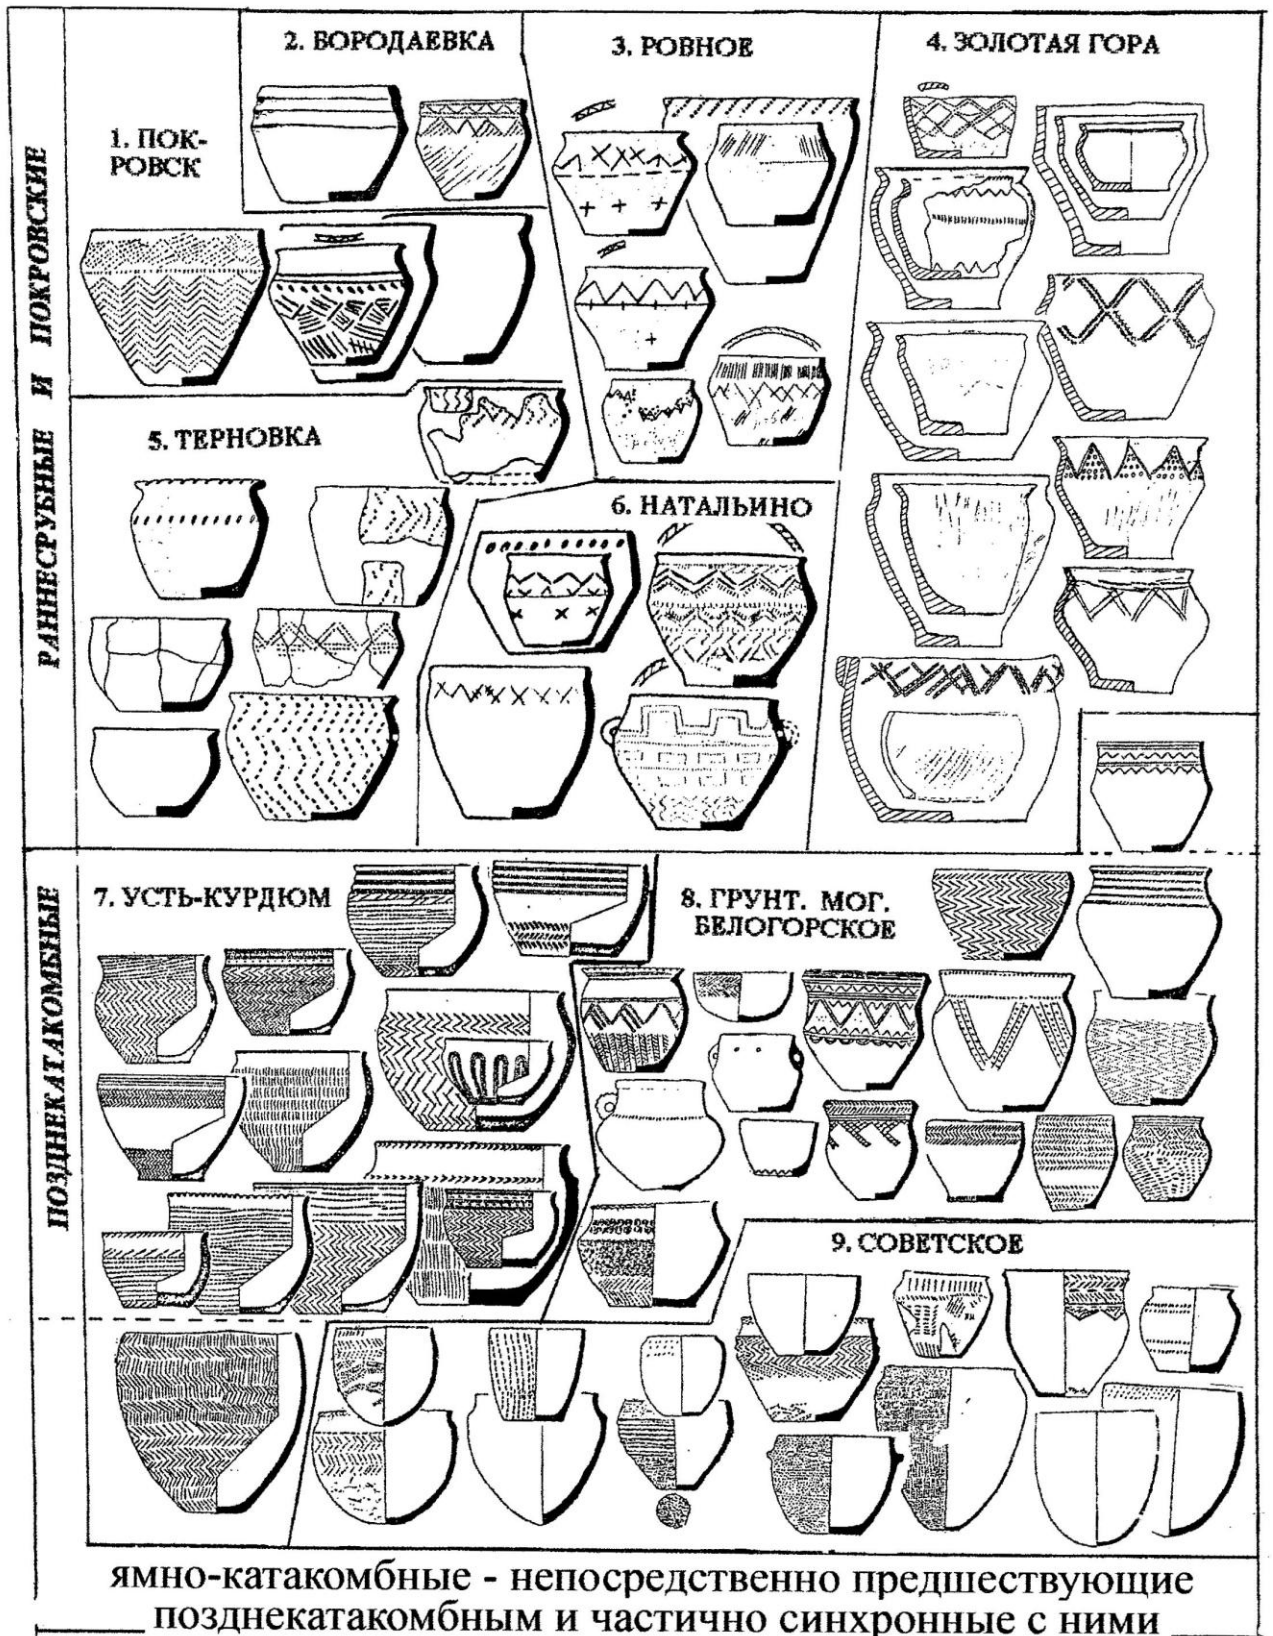 2. БОРОДАЕВКА
3. РОВНОЕ
4. ЗОЛОТАЯ ГОРА
1. ПОК-
РОВСК
РАННЕСРУБНЫЕ И ПОКРОВСКИЕ
5. ТЕРНОВКА
6. НАТАЛЬИНО
7. УСТЬ-КУРДЮМ
8. ГРУНТ. МОГ.
БЕЛОГОРСКОЕ
ПОЗДНЕКАТАКОМБНЫЕ
9. СОВЕТСКОЕ
ямно-катакомбные - непосредственно предшествующие
позднекатакомбным и частично синхронные с ними